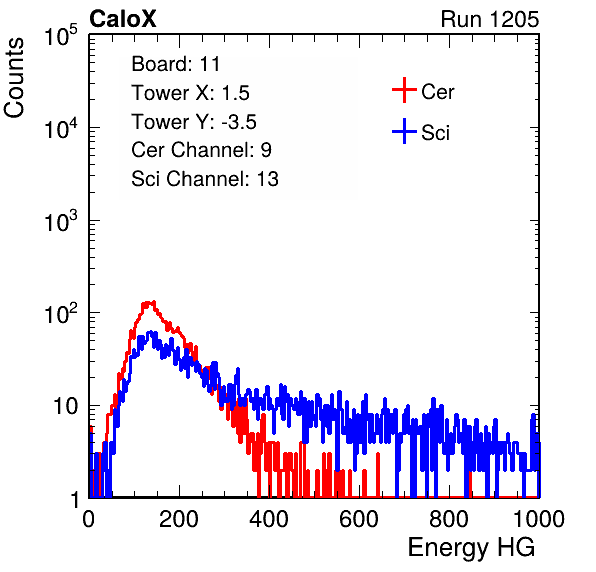 CaloX Run 1205
Counts
Board: 11
Tower X: 1.5
Tower Y: -3.5
Cer Channel: 9
Sci Channel: 13
Cer
Sci
10^5
10^4
10^3
10^2
10
1
0 200 400 600 800 1000
Energy HG